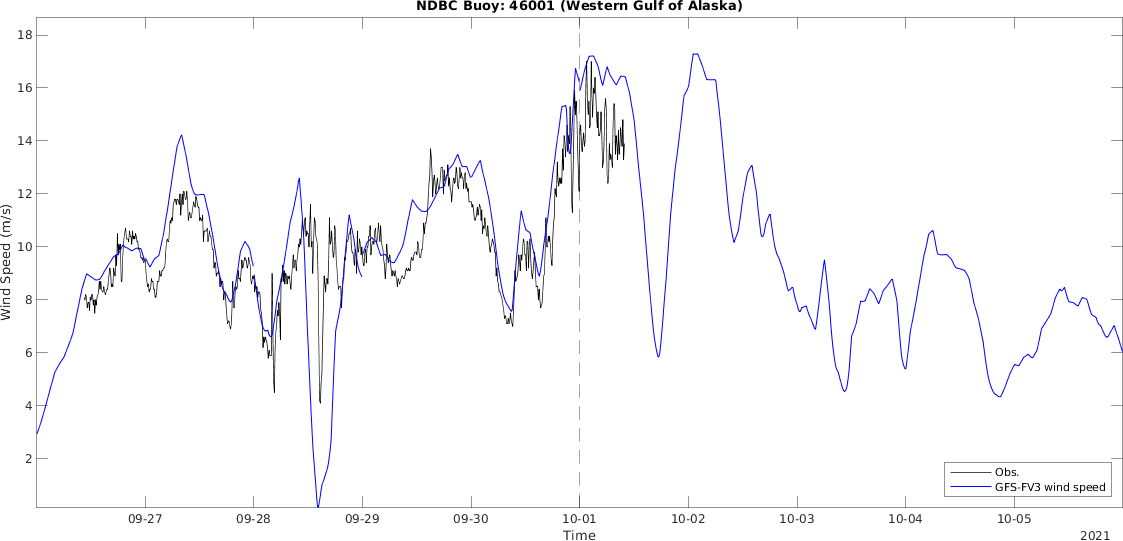 NDBC Buoy: 46001 (Western Gulf of Alaska)
18
16
14
12
10
8
6
4
2
Wind Speed (m/s)
Obs.
GFS-FV3 wind speed
09-27 09-28 09-29 09-30 10-01 10-02 10-03 10-04 10-05
Time
2021